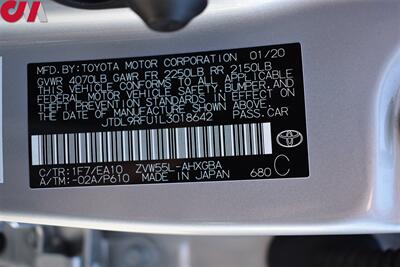 CIA
MFD.BY:TOYOTA MOTOR CORPORATION 01/20
GVWR 4070LB GAWR FR 2250LB RR 2150LB
THIS VEHICLE CONFORMS TO ALL APPLICABLE
FEDERAL MOTOR VEHICLE SAFETY, BUMPER, AND
THEFT PREVENTION STANDARDS IN EFFECT ON
THE DATE OF MANUFACTURE SHOWN ABOVE.
PASS.CAR
C/TR:1F7/EA10 ZVW55L-AHXGBA
A/TM:-02A/P610 MADE IN JAPAN 680 C